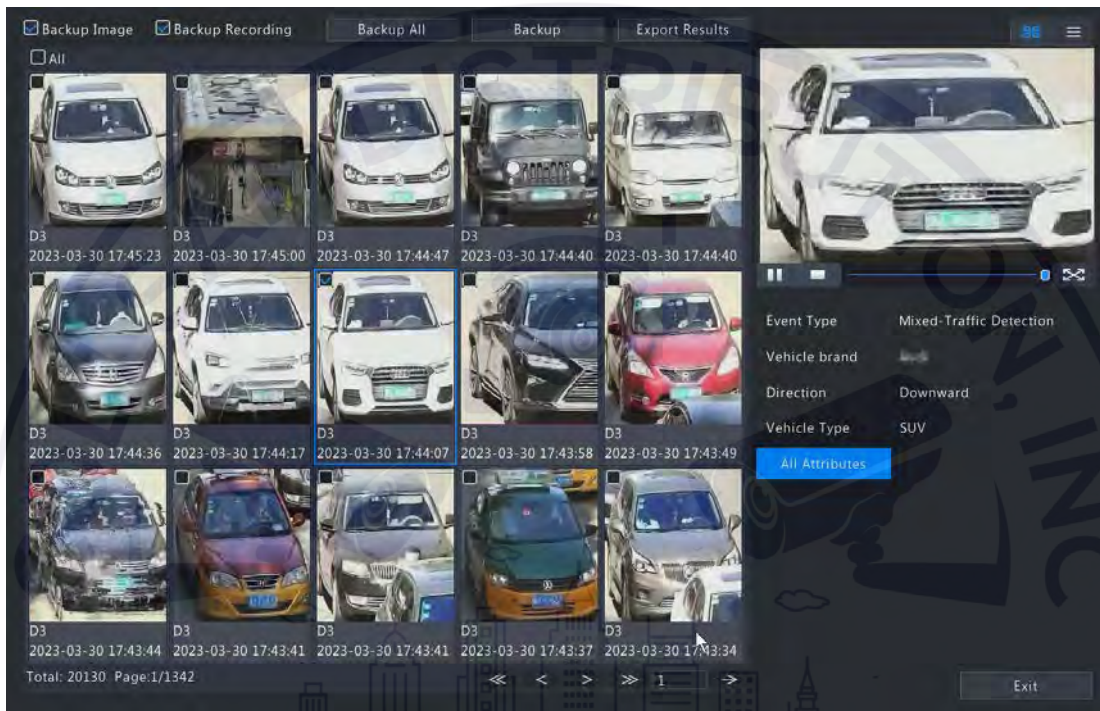 Backup Image Backup Recording Backup All Backup Export Results
All
D3 D3 D3 D3 D3
2023-03-30 17:45:23 2023-03-30 17:45:00 2023-03-30 17:44:47 2023-03-30 17:44:40 2023-03-30 17:44:40
D3 D3 D3 D3 D3
2023-03-30 17:44:36 2023-03-30 17:44:17 2023-03-30 17:44:07 2023-03-30 17:43:58 2023-03-30 17:43:49
D3 D3 D3 D3 D3
2023-03-30 17:43:44 2023-03-30 17:43:41 2023-03-30 17:43:41 2023-03-30 17:43:37 2023-03-30 17:43:34
Total: 20130 Page:1/1342
<< < > >> 1 ->
Event Type Mixed-Traffic Detection
Vehicle brand
Direction Downward
Vehicle Type SUV
All Attributes
Exit
DISTRIBUTION, INC